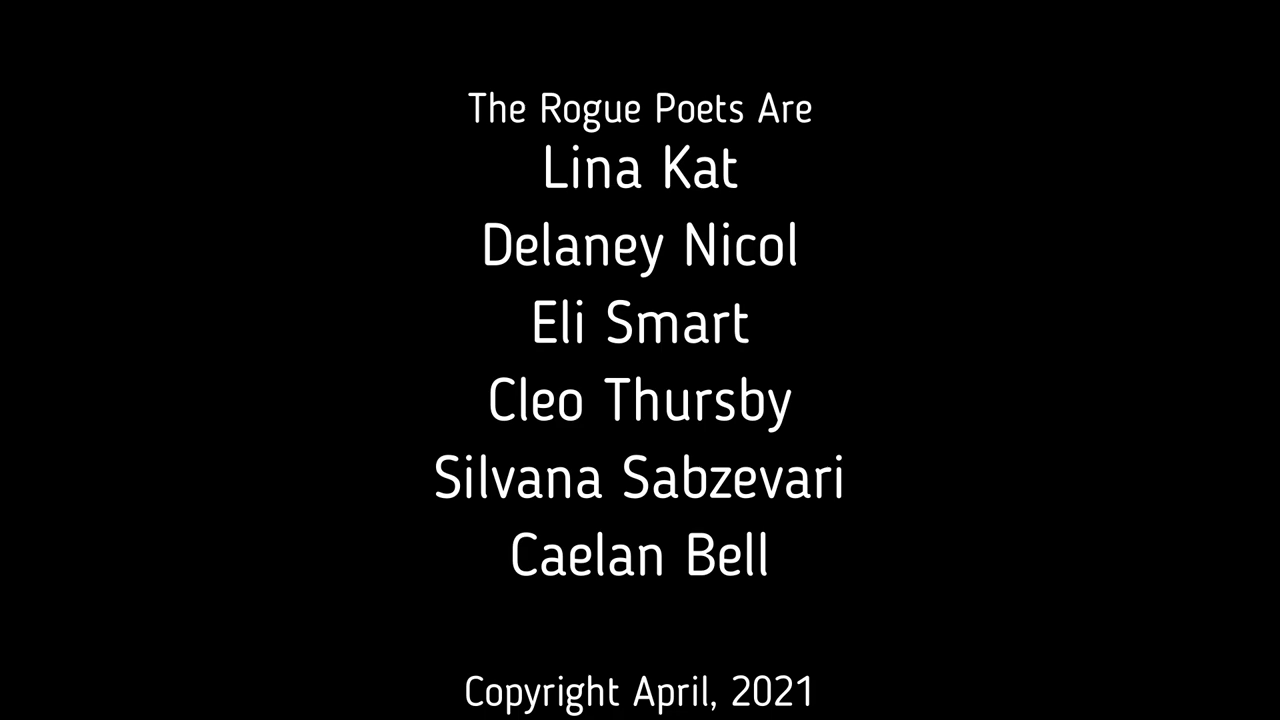 The Rogue Poets Are
Lina Kat
Delaney Nicol
Eli Smart
Cleo Thursby
Silvana Sabzevari
Caelan Bell
Copyright April, 2021